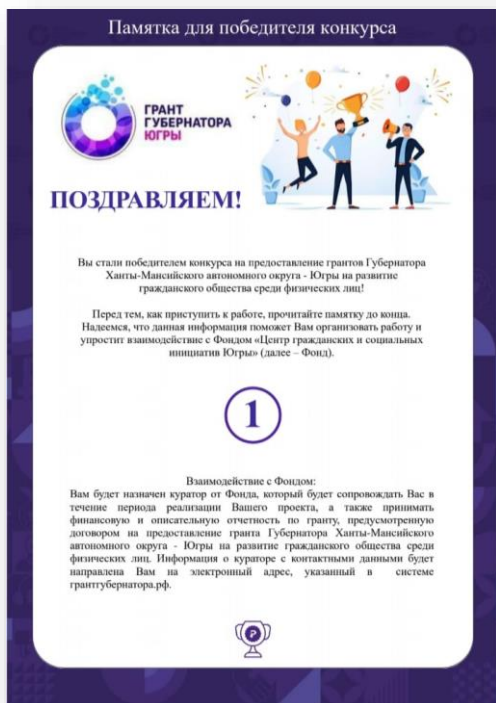 Памятка для победителя конкурса
ГРАНТ
ГУБЕРНАТОРА
ЮГРЫ
ПОЗДРАВЛЯЕМ!
Вы стали победителем конкурса на предоставление грантов Губернатора
Ханты-Мансийского автономного округа - Югры на развитие
гражданского общества среди физических лиц!
Перед тем, как приступить к работе, прочитайте памятку до конца.
Надеемся, что данная информация поможет Вам организовать работу и
упростит взаимодействие с Фондом «Центр гражданских и социальных
инициатив Югры» (далее – Фонд).
1
Взаимодействие с Фондом:
Вам будет назначен куратор от Фонда, который будет сопровождать Вас в
течение периода реализации Вашего проекта, а также принимать
финансовую и описательную отчетность по гранту, предусмотренную
договором на предоставление гранта Губернатора Ханты-Мансийского
автономного округа - Югры на развитие гражданского общества среди
физических лиц. Информация о кураторе с контактными данными будет
направлена Вам на электронный адрес, указанный в системе
грантгубернатора.рф.
₽